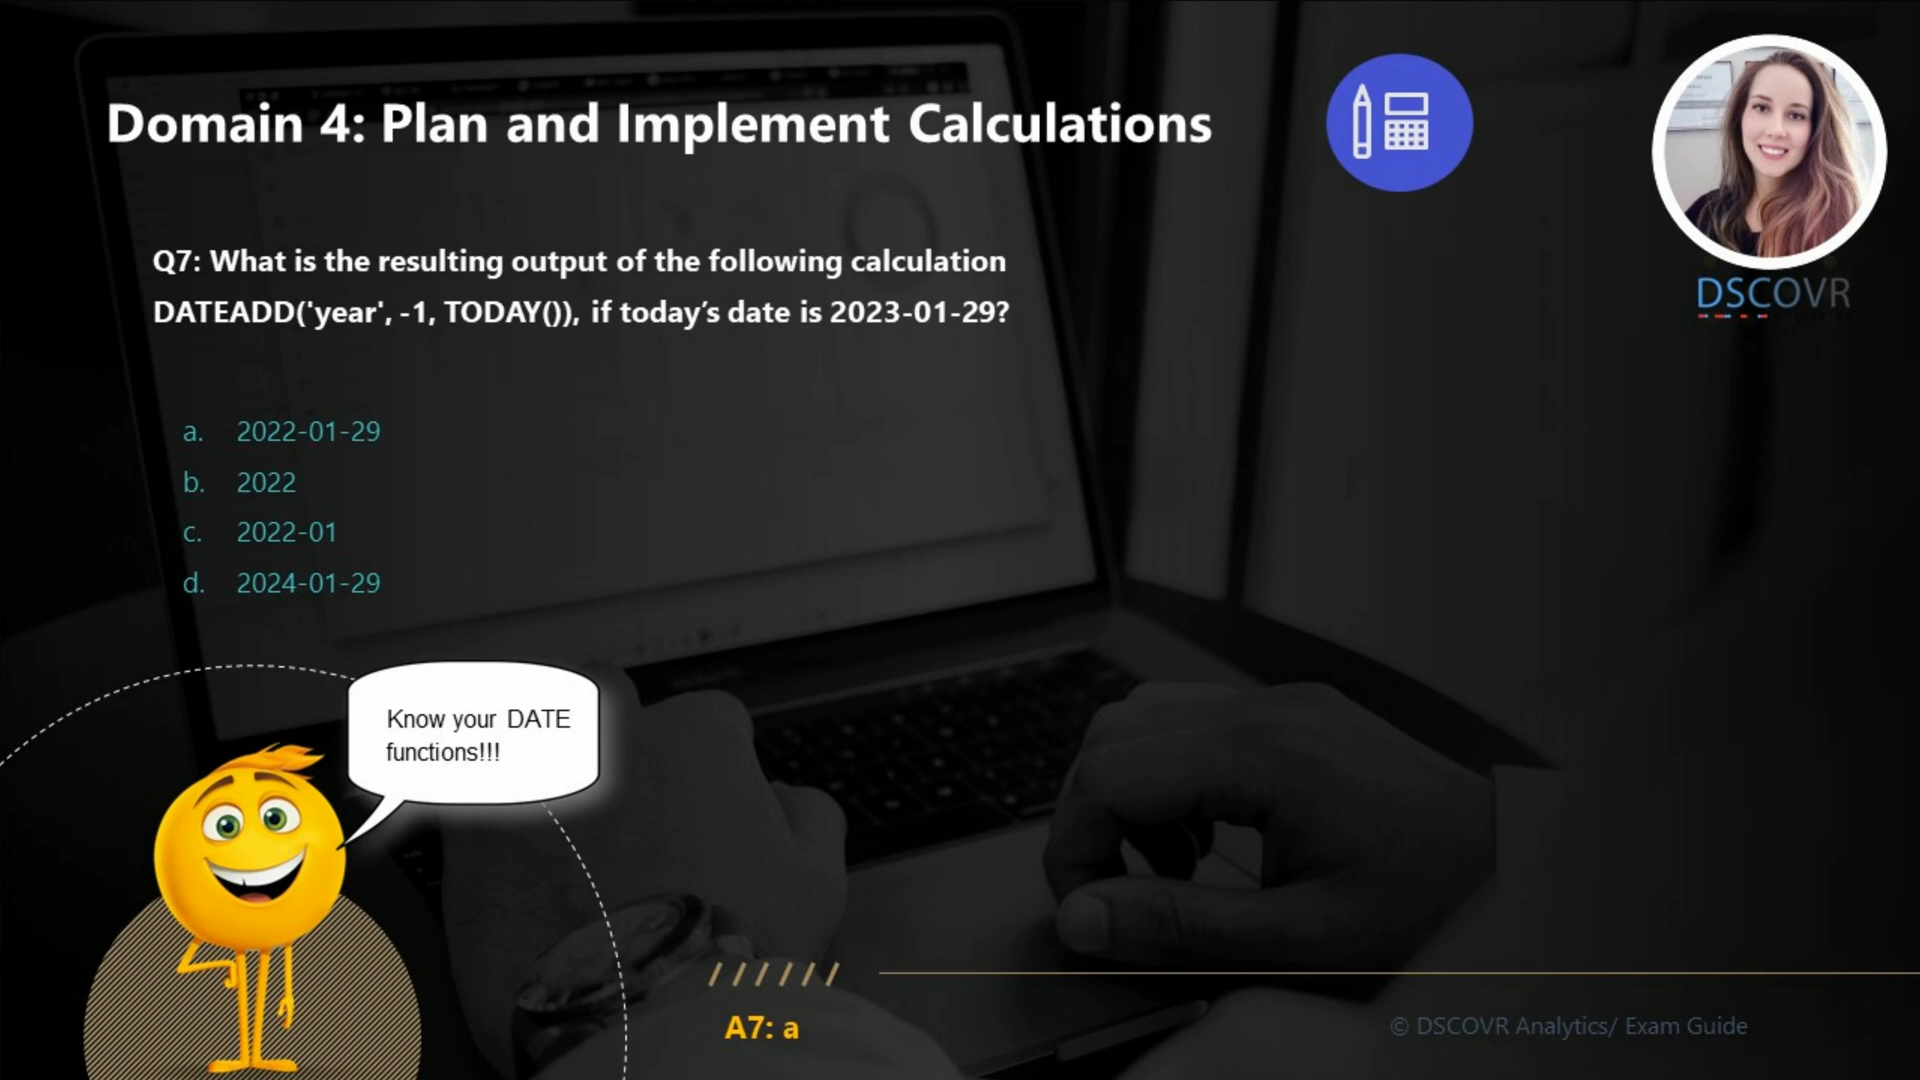 Domain 4: Plan and Implement Calculations
DSCOVR
Q7: What is the resulting output of the following calculation
DATEADD('year', -1, TODAY()), if today’s date is 2023-01-29?
a. 2022-01-29
b. 2022
c. 2022-01
d. 2024-01-29
Know your DATE
functions!!!
A7: a
© DSCOVR Analytics/ Exam Guide